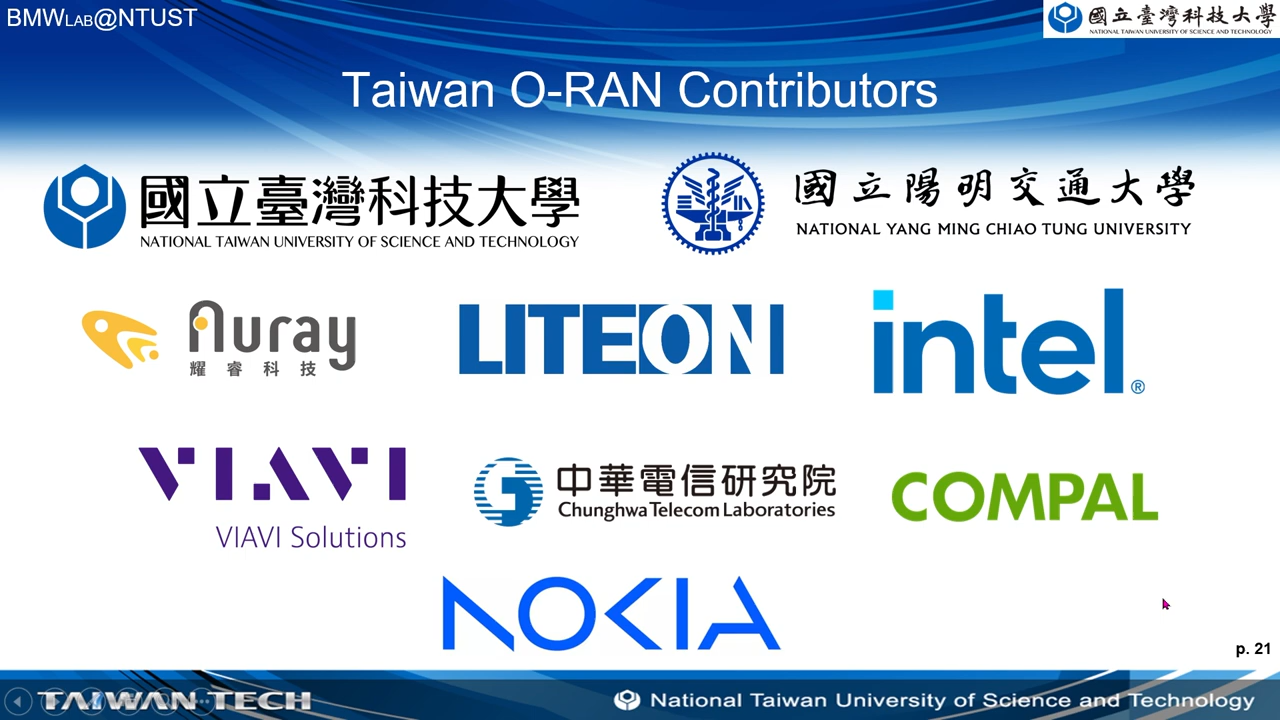 BMWLAB@NTUST
國立臺灣科技大學
NATIONAL TAIWAN UNIVERSITY OF SCIENCE AND TECHNOLOGY
Taiwan O-RAN Contributors
國立臺灣科技大學
NATIONAL TAIWAN UNIVERSITY OF SCIENCE AND TECHNOLOGY
國立陽明交通大學
NATIONAL YANG MING CHIAO TUNG UNIVERSITY
Auray
耀睿科技
LITEON
intel®
VIAVI
VIAVI Solutions
中華電信研究院
Chunghwa Telecom Laboratories
COMPAL
NOKIA
p. 21
TAIWAN TECH
National Taiwan University of Science and Technology